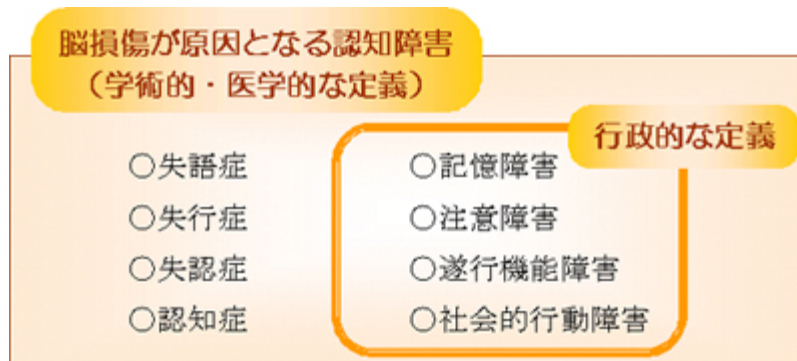 脳損傷が原因となる認知障害
（学術的・医学的な定義）
行政的な定義
○失語症
○失行症
○失認症
○認知症
○記憶障害
○注意障害
○遂行機能障害
○社会的行動障害